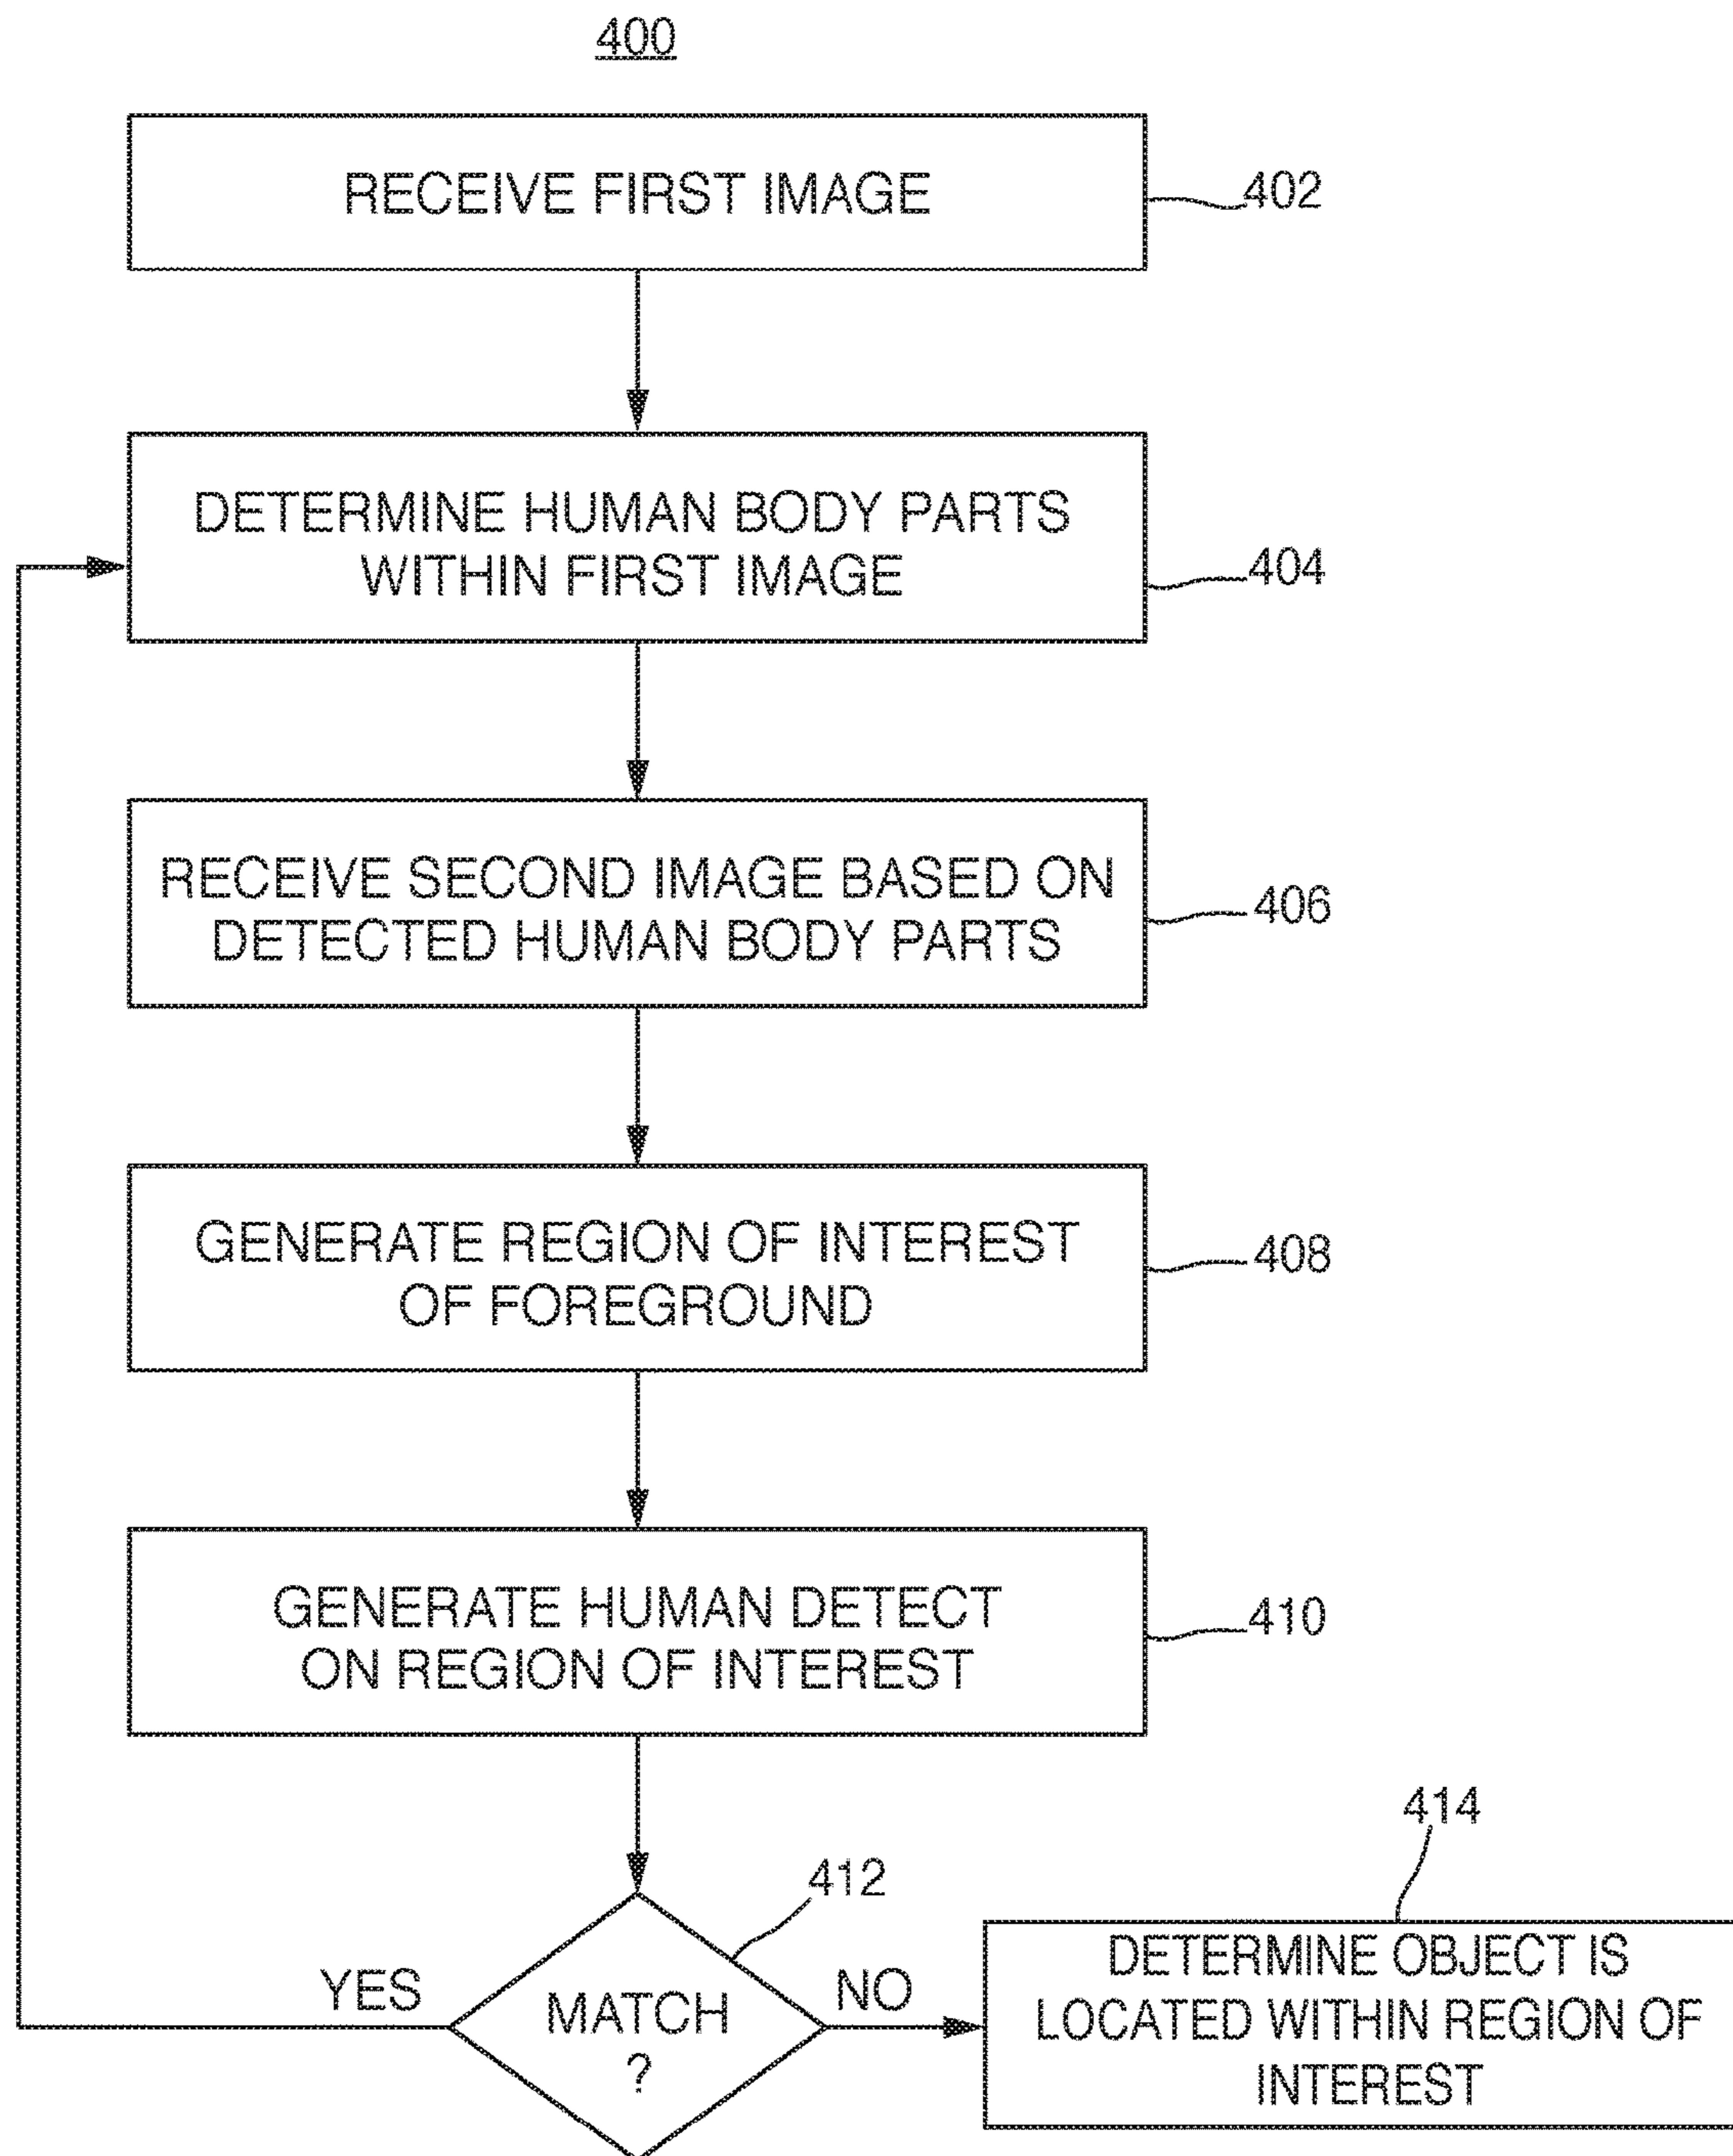 400
RECEIVE FIRST IMAGE
402
DETERMINE HUMAN BODY PARTS
WITHIN FIRST IMAGE
404
RECEIVE SECOND IMAGE BASED ON
DETECTED HUMAN BODY PARTS
406
GENERATE REGION OF INTEREST
OF FOREGROUND
408
GENERATE HUMAN DETECT
ON REGION OF INTEREST
410
412
YES
MATCH
?
NO
414
DETERMINE OBJECT IS
LOCATED WITHIN REGION OF
INTEREST